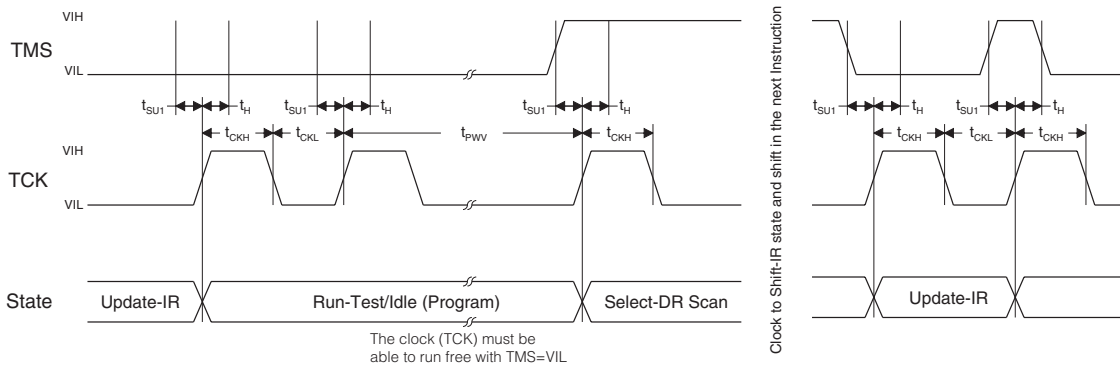 VIH
TMS
VIL
tSU1
tH
tSU1
tH
tSU1
tH
tSU1
tH
tSU1
tH
tCKH
tCKL
tPWV
tCKH
tCKH
tCKL
tCKH
VIH
TCK
VIL
State
Update-IR
Run-Test/Idle (Program)
Select-DR Scan
Update-IR
The clock (TCK) must be
able to run free with TMS=VIL
Clock to Shift-IR state and shift in the next Instruction